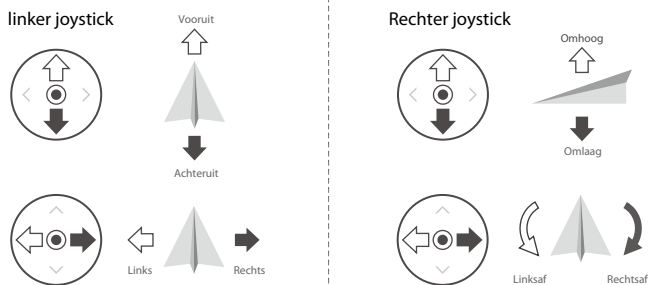 linker joystick
Vooruit
Achteruit
Links
Rechts
Rechter joystick
Omhoog
Omlaag
Linksaf
Rechtsaf